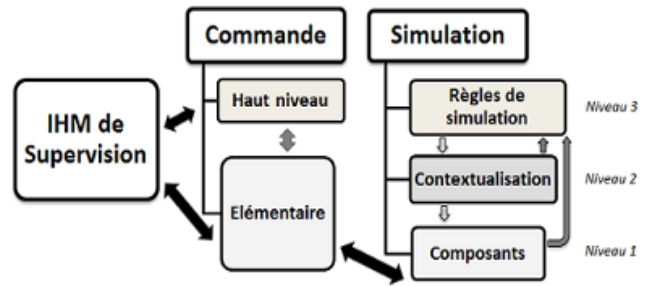 Commande
Simulation
IHM de
Supervision
Haut niveau
Elémentaire
Règles de
simulation
Niveau 3
Contextualisation
Niveau 2
Composants
Niveau 1